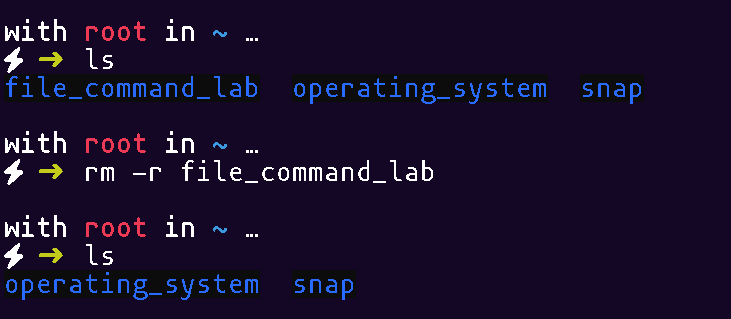 with root in ~ …
⚡ ➜ ls
file_command_lab  operating_system  snap
with root in ~ …
⚡ ➜ rm -r file_command_lab
with root in ~ …
⚡ ➜ ls
operating_system  snap